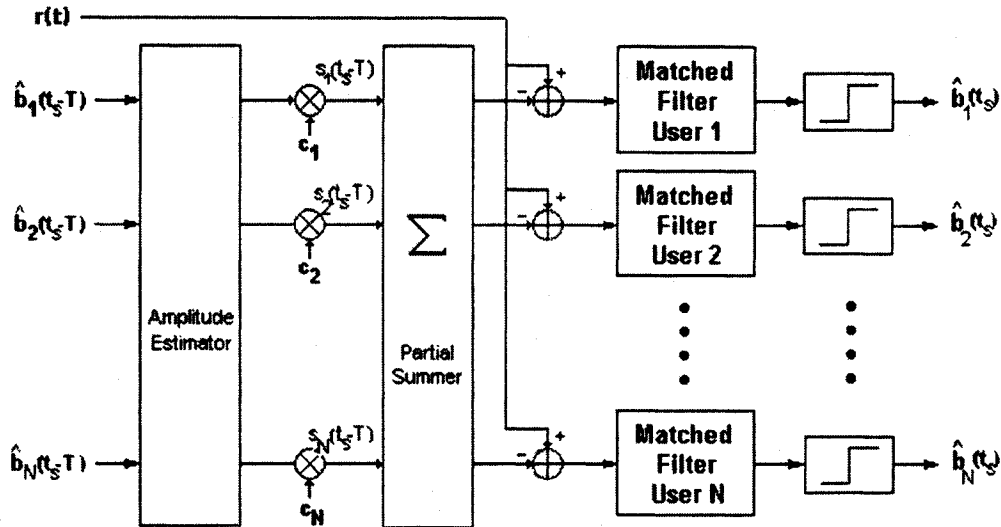 r(t)
b̂1(ts-T)
s1(ts-T)
c1
+
-
Matched
Filter
User 1
b̂1(ts)
b̂2(ts-T)
s2(ts-T)
c2
Σ
+
-
Matched
Filter
User 2
b̂2(ts)
Amplitude
Estimator
Partial
Summer
b̂N(ts-T)
sN(ts-T)
cN
+
-
Matched
Filter
User N
b̂N(ts)